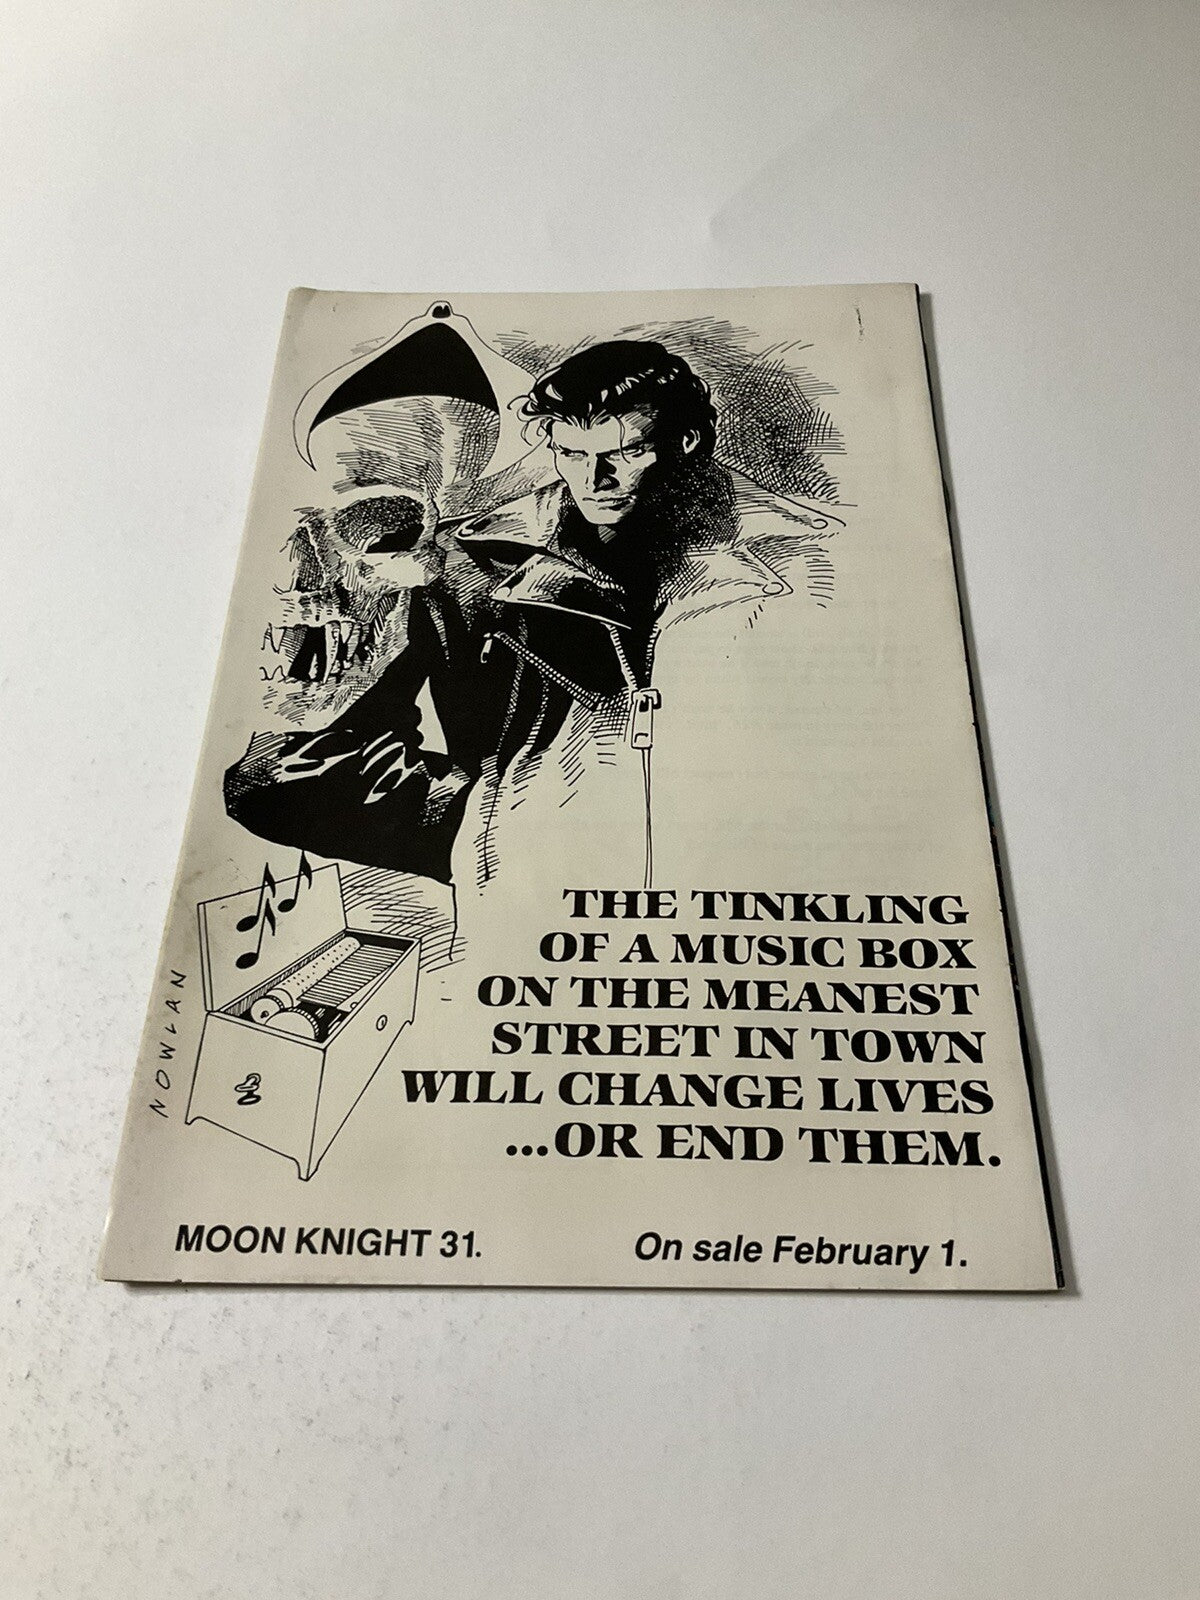 NOWLAN
THE TINKLING
OF A MUSIC BOX
ON THE MEANEST
STREET IN TOWN
WILL CHANGE LIVES
...OR END THEM.
MOON KNIGHT 31.
On sale February 1.